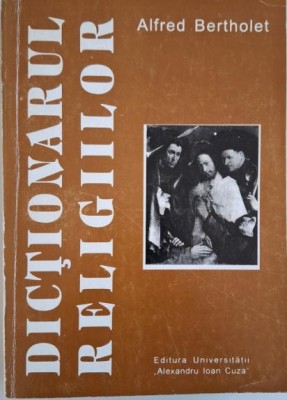 DICȚIONARUL
RELIGIILOR
Alfred Bertholet
Editura Universității
„Alexandru Ioan Cuza"